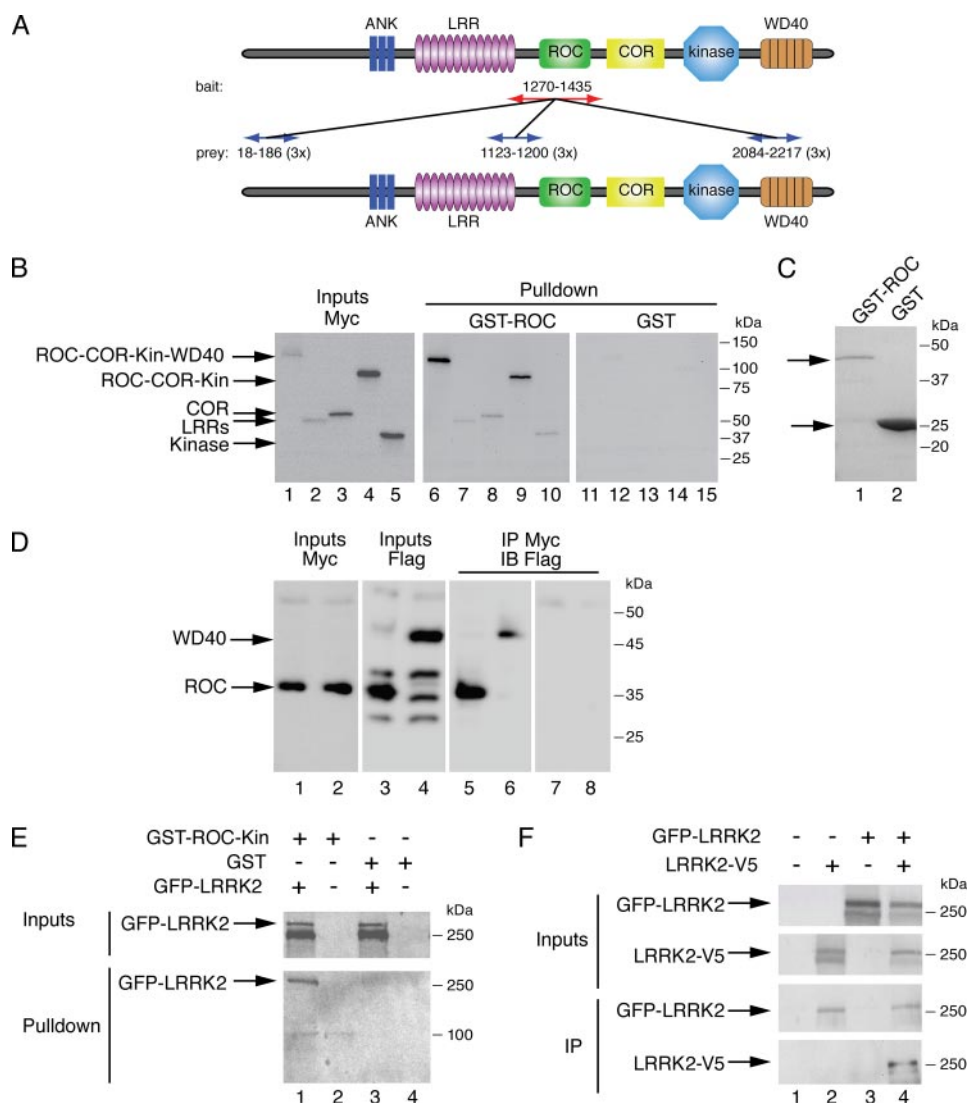 A
ANK
LRR
WD40
ROC
COR
kinase
bait:
1270-1435
prey:
18-186 (3x)
1123-1200 (3x)
2084-2217 (3x)
ROC
COR
kinase
ANK
LRR
WD40
B
Inputs
Myc
Pulldown
GST-ROC
GST
kDa
ROC-COR-Kin-WD40
ROC-COR-Kin
COR
LRRs
Kinase
150
100
75
50
37
25
1 2 3 4 5 6 7 8 9 10 11 12 13 14 15
C
GST-ROC
GST
kDa
50
37
25
20
1 2
D
Inputs
Myc
Inputs
Flag
IP Myc
IB Flag
kDa
WD40
ROC
50
45
35
25
1 2 3 4 5 6 7 8
E
GST-ROC-Kin + + - -
GST - - + +
GFP-LRRK2 + - + -
kDa
Inputs
GFP-LRRK2
250
Pulldown
GFP-LRRK2
250
100
1 2 3 4
F
GFP-LRRK2 - - + +
LRRK2-V5 - + - +
kDa
Inputs
GFP-LRRK2
250
LRRK2-V5
250
IP
GFP-LRRK2
250
LRRK2-V5
250
1 2 3 4